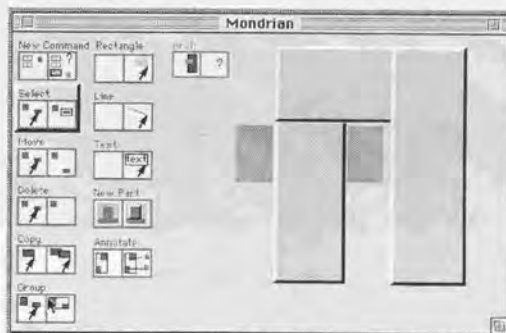 Mondrian
New Command Rectangle
Select Line
Move Text
text
Delete New Part
Copy Annotate
Group